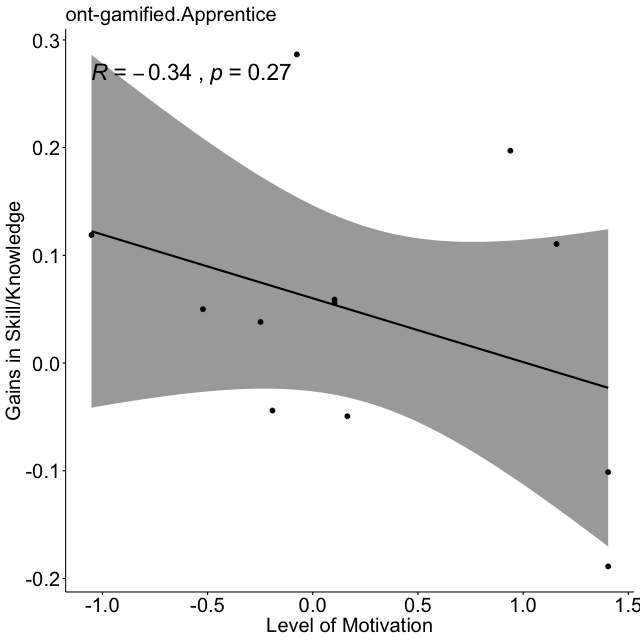 ont-gamified.Apprentice
R = −0.34 , p = 0.27
0.3
0.2
0.1
0.0
-0.1
-0.2
Gains in Skill/Knowledge
-1.0 -0.5 0.0 0.5 1.0 1.5
Level of Motivation